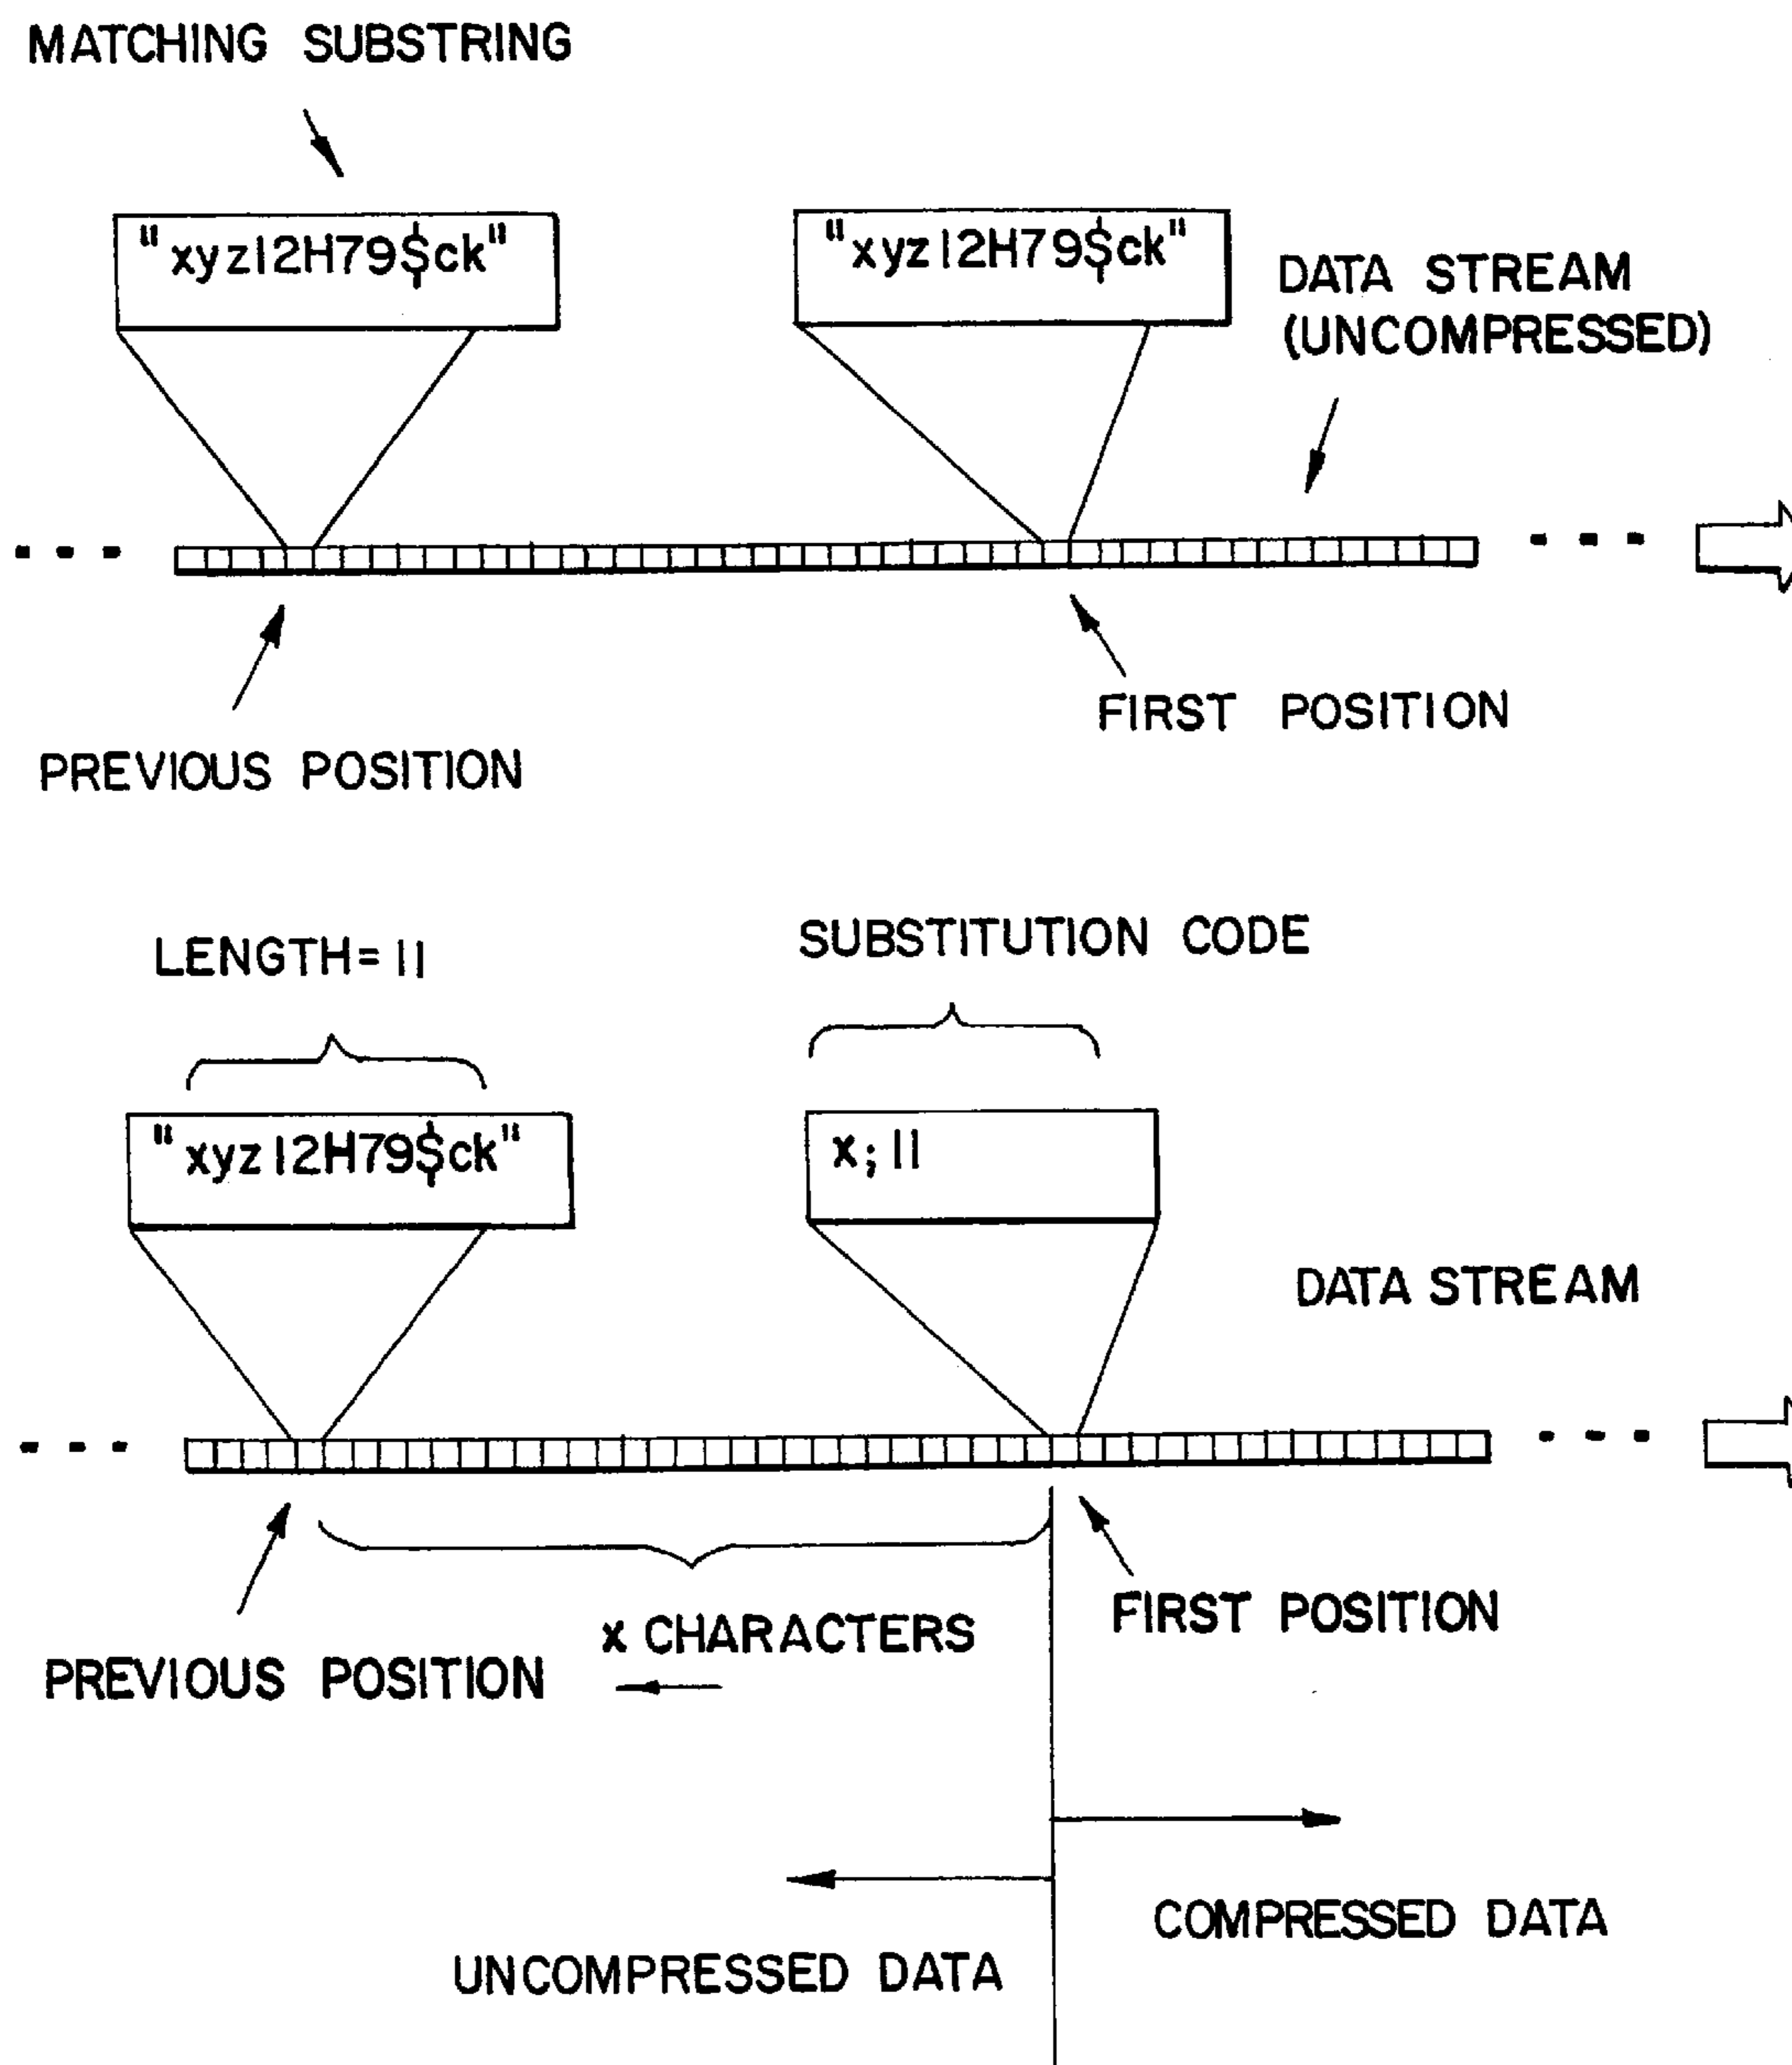 MATCHING SUBSTRING
"xyz12H79$ck"
"xyz12H79$ck"
DATA STREAM
(UNCOMPRESSED)
FIRST POSITION
PREVIOUS POSITION
LENGTH=11
SUBSTITUTION CODE
"xyz12H79$ck"
x;11
DATA STREAM
FIRST POSITION
x CHARACTERS
PREVIOUS POSITION
COMPRESSED DATA
UNCOMPRESSED DATA